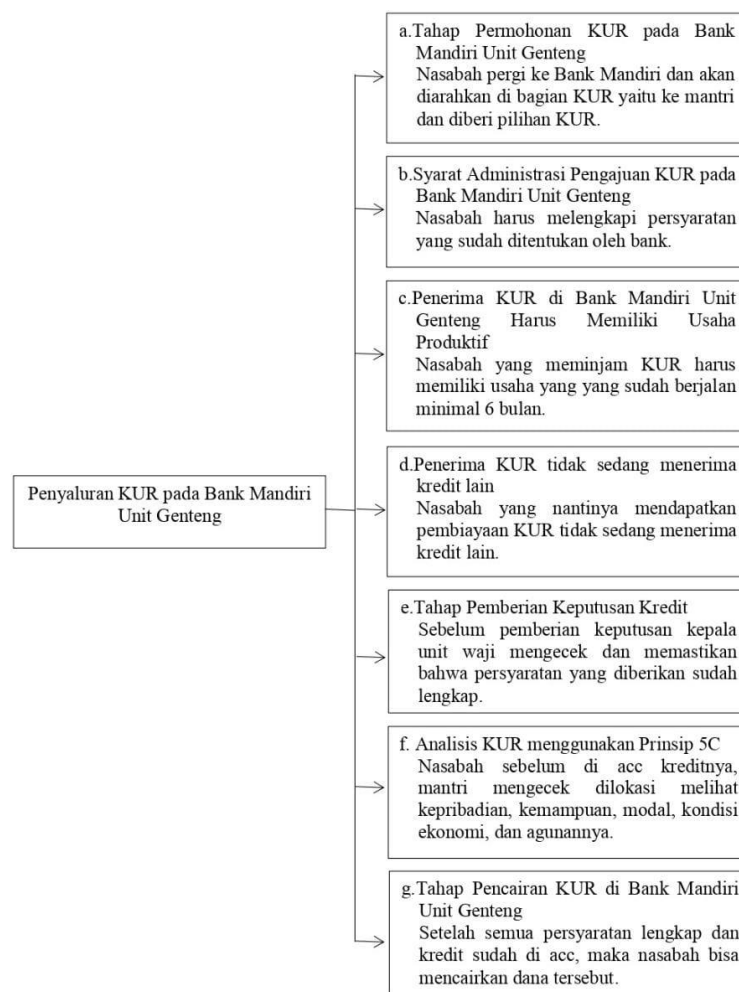 a.Tahap Permohonan KUR pada Bank
Mandiri Unit Genteng
Nasabah pergi ke Bank Mandiri dan akan
diarahkan di bagian KUR yaitu ke mantri
dan diberi pilihan KUR.
b.Syarat Administrasi Pengajuan KUR pada
Bank Mandiri Unit Genteng
Nasabah harus melengkapi persyaratan
yang sudah ditentukan oleh bank.
c.Penerima KUR di Bank Mandiri Unit
Genteng Harus Memiliki Usaha
Produktif
Nasabah yang meminjam KUR harus
memiliki usaha yang yang sudah berjalan
minimal 6 bulan.
Penyaluran KUR pada Bank Mandiri
Unit Genteng
d.Penerima KUR tidak sedang menerima
kredit lain
Nasabah yang nantinya mendapatkan
pembiayaan KUR tidak sedang menerima
kredit lain.
e.Tahap Pemberian Keputusan Kredit
Sebelum pemberian keputusan kepala
unit waji mengecek dan memastikan
bahwa persyaratan yang diberikan sudah
lengkap.
f. Analisis KUR menggunakan Prinsip 5C
Nasabah sebelum di acc kreditnya,
mantri mengecek dilokasi melihat
kepribadian, kemampuan, modal, kondisi
ekonomi, dan agunannya.
g.Tahap Pencairan KUR di Bank Mandiri
Unit Genteng
Setelah semua persyaratan lengkap dan
kredit sudah di acc, maka nasabah bisa
mencairkan dana tersebut.